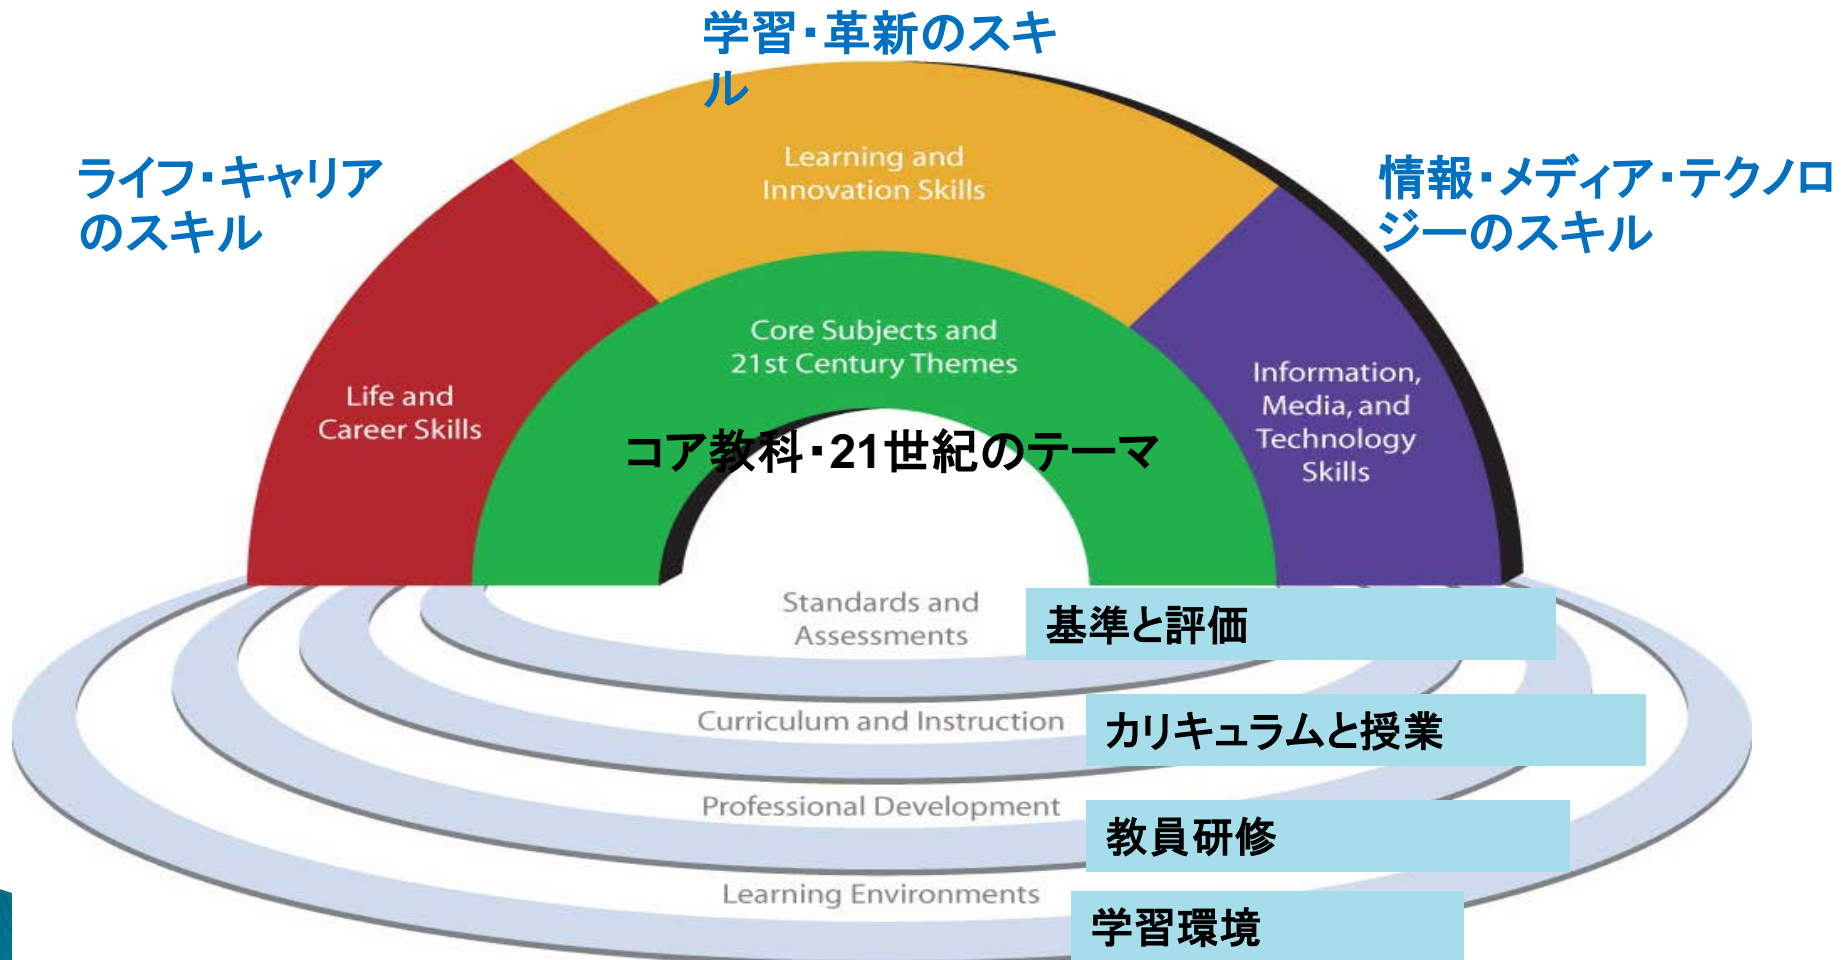 学習・革新のスキ
ル
ライフ・キャリア
のスキル
Learning and
Innovation Skills
情報・メディア・テクノロ
ジーのスキル
Core Subjects and
21st Century Themes
Life and
Career Skills
Information,
Media, and
Technology
Skills
コア教科・21世紀のテーマ
Standards and
Assessments
基準と評価
Curriculum and Instruction
カリキュラムと授業
Professional Development
教員研修
Learning Environments
学習環境